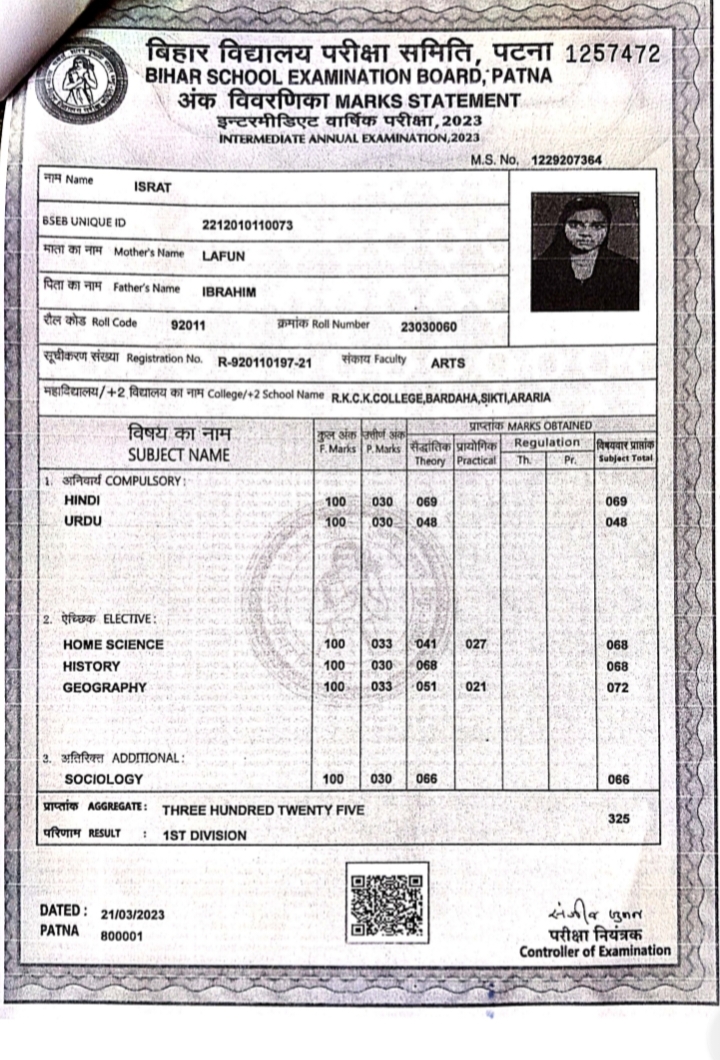 बिहार विद्यालय परीक्षा समिति, पटना 1257472
BIHAR SCHOOL EXAMINATION BOARD, PATNA
अंक विवरणिका MARKS STATEMENT
इन्टरमीडिएट वार्षिक परीक्षा, 2023
INTERMEDIATE ANNUAL EXAMINATION, 2023
M.S. No. 1229207364
नाम Name ISRAT
BSEB UNIQUE ID 2212010110073
माता का नाम Mother's Name LAFUN
पिता का नाम Father's Name IBRAHIM
रौल कोड Roll Code 92011 क्रमांक Roll Number 23030060
सूचीकरण संख्या Registration No. R-920110197-21 संकाय Faculty ARTS
महाविद्यालय/+2 विद्यालय का नाम College/+2 School Name R.K.C.K.COLLEGE,BARDAHA,SIKTI,ARARIA
प्राप्तांक MARKS OBTAINED
विषय का नाम कुल अंक उत्तीर्ण अंक सैद्धांतिक प्रायोगिक Regulation विषयवार प्राप्तांक
SUBJECT NAME F. Marks P. Marks Theory Practical Th. Pr. Subject Total
1. अनिवार्य COMPULSORY:
HINDI 100 030 069 069
URDU 100 030 048 048
2. ऐच्छिक ELECTIVE:
HOME SCIENCE 100 033 041 027 068
HISTORY 100 030 068 068
GEOGRAPHY 100 033 051 021 072
3. अतिरिक्त ADDITIONAL:
SOCIOLOGY 100 030 066 066
प्राप्तांक AGGREGATE: THREE HUNDRED TWENTY FIVE 325
परिणाम RESULT : 1ST DIVISION
DATED : 21/03/2023
PATNA 800001
परीक्षा नियंत्रक
Controller of Examination